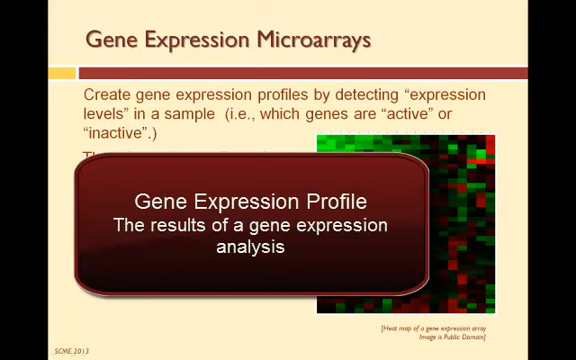 Gene Expression Microarrays
Create gene expression profiles by detecting “expression
levels” in a sample (i.e., which genes are “active” or
“inactive”.)
Gene Expression Profile
The results of a gene expression
analysis
[Heat map of a gene expression array
Image is Public Domain]
SCME 2013